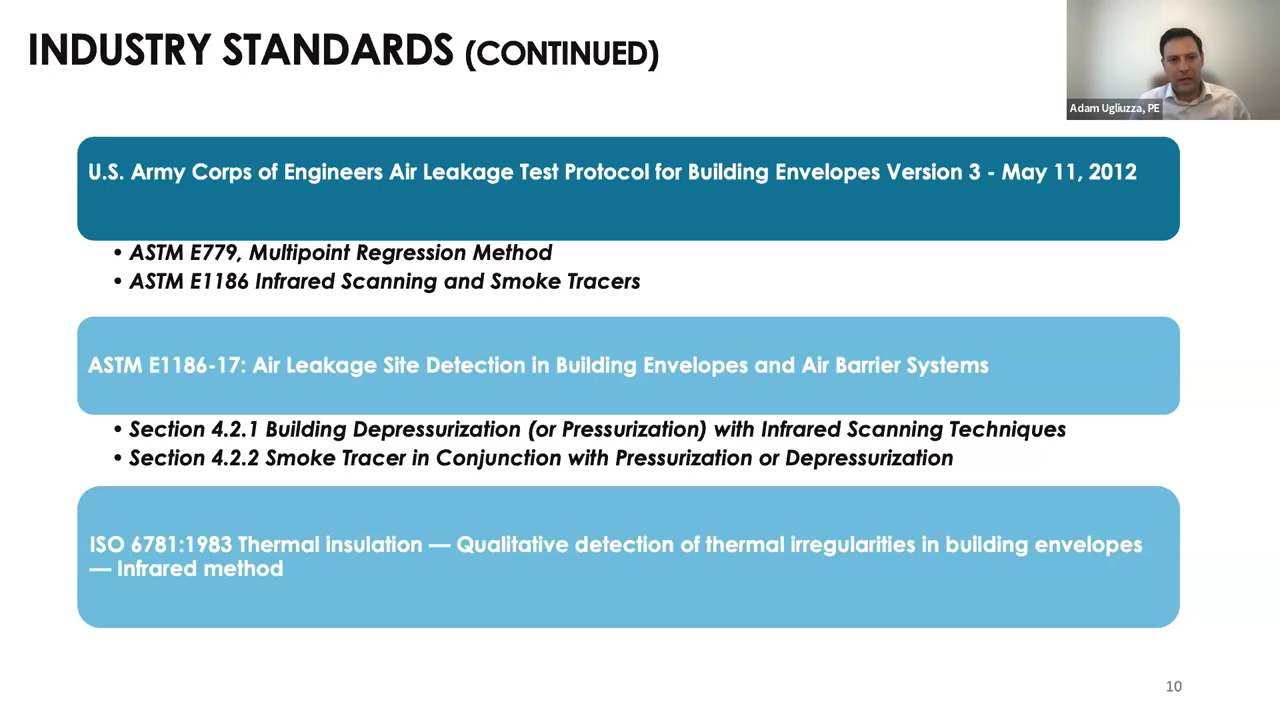 INDUSTRY STANDARDS (CONTINUED)
Adam Ugliuzza, PE
U.S. Army Corps of Engineers Air Leakage Test Protocol for Building Envelopes Version 3 - May 11, 2012
• ASTM E779, Multipoint Regression Method
• ASTM E1186 Infrared Scanning and Smoke Tracers
ASTM E1186-17: Air Leakage Site Detection in Building Envelopes and Air Barrier Systems
• Section 4.2.1 Building Depressurization (or Pressurization) with Infrared Scanning Techniques
• Section 4.2.2 Smoke Tracer in Conjunction with Pressurization or Depressurization
ISO 6781:1983 Thermal insulation — Qualitative detection of thermal irregularities in building envelopes
— Infrared method
10